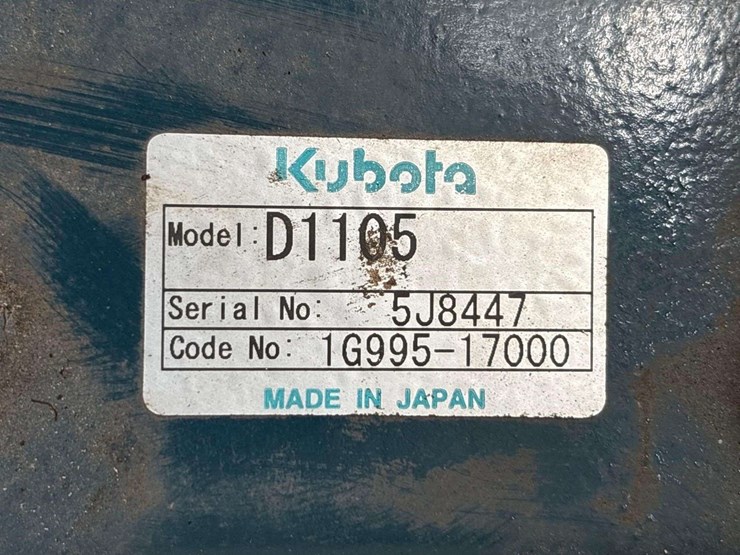 Kubota
Model: D1105
Serial No: 5J8447
Code No: 1G995-17000
MADE IN JAPAN